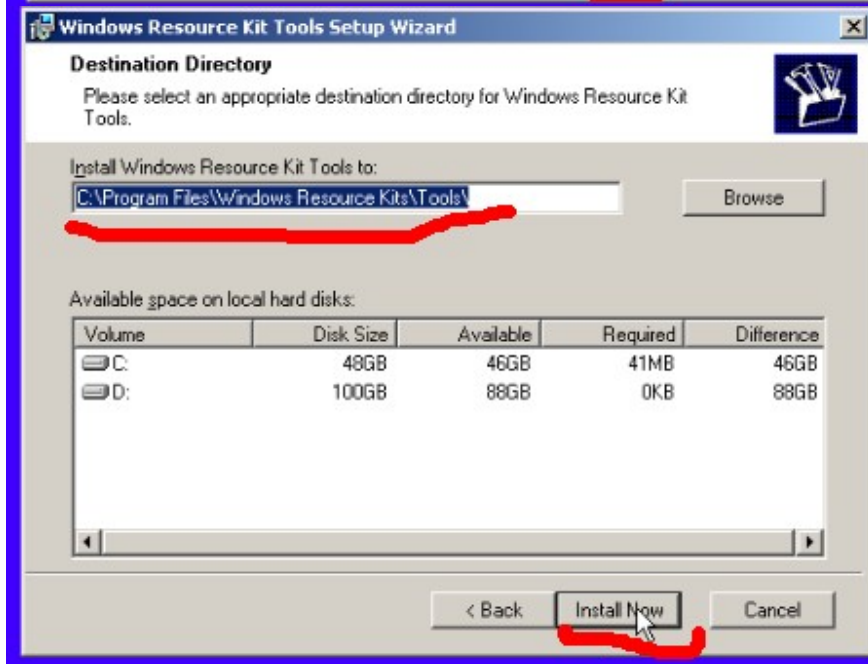 Windows Resource Kit Tools Setup Wizard
Destination Directory
Please select an appropriate destination directory for Windows Resource Kit
Tools.
Install Windows Resource Kit Tools to:
C:\Program Files\Windows Resource Kits\Tools\
Browse
Available space on local hard disks:
Volume Disk Size Available Required Difference
C: 48GB 46GB 41MB 46GB
D: 100GB 88GB 0KB 88GB
< Back Install Now Cancel